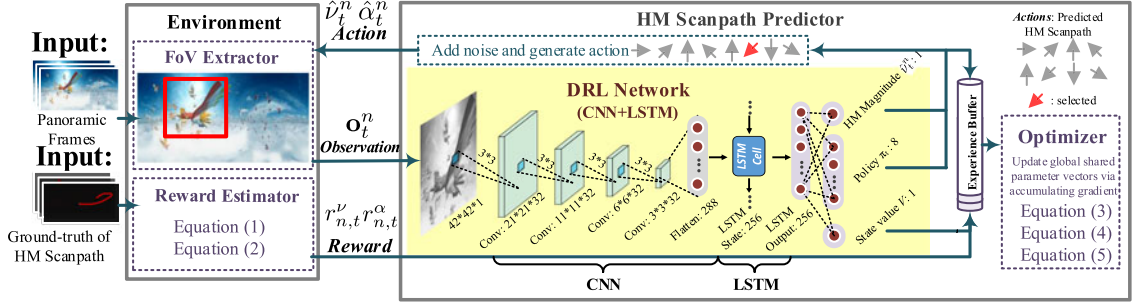 Input:
Panoramic
Frames
Input:
Ground-truth of
HM Scanpath
Environment
FoV Extractor
Reward Estimator
Equation (1)
Equation (2)
ν̂ₜⁿ α̂ₜⁿ
Action
oₜⁿ
Observation
rᵛₙ,ₜ rᵅₙ,ₜ
Reward
HM Scanpath Predictor
Add noise and generate action
DRL Network
(CNN+LSTM)
42*42*1
3*3
Conv: 21*21*32
3*3
Conv: 11*11*32
3*3
Conv: 6*6*32
3*3
Conv: 3*3*32
Flatten: 288
LSTM
Cell
LSTM
State: 256
LSTM
Output: 256
HM Magnitude ν̂ₜⁿ: 1
Policy πₜ: 8
State value V: 1
CNN
LSTM
Experience Buffer
Actions: Predicted
HM Scanpath
: selected
Optimizer
Update global shared
parameter vectors via
accumulating gradient
Equation (3)
Equation (4)
Equation (5)